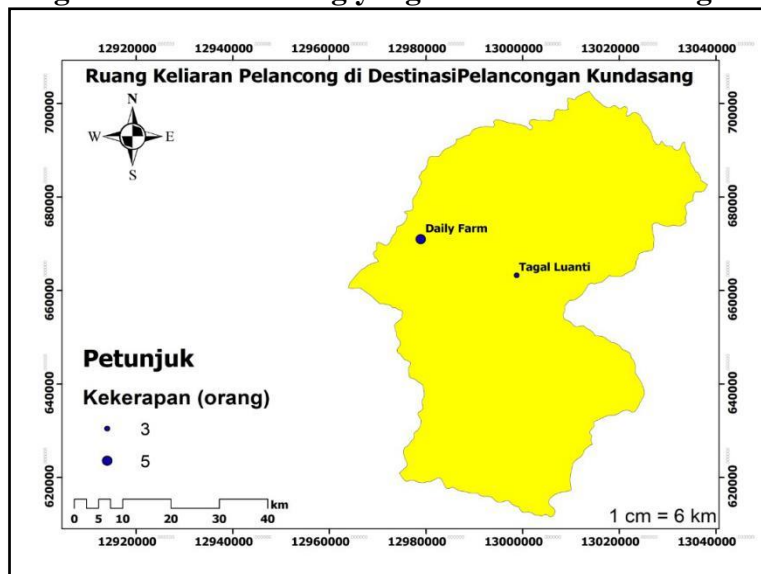 12920000 12940000 12960000 12980000 13000000 13020000 13040000
Ruang Keliaran Pelancong di DestinasiPelancongan Kundasang
N
W E
S
700000 700000
680000 680000
Daily Farm
Tagal Luanti
660000 660000
Petunjuk
640000 640000
Kekerapan (orang)
3
5
620000 620000
km
0 5 10 20 30 40
1 cm = 6 km
12920000 12940000 12960000 12980000 13000000 13020000 13040000